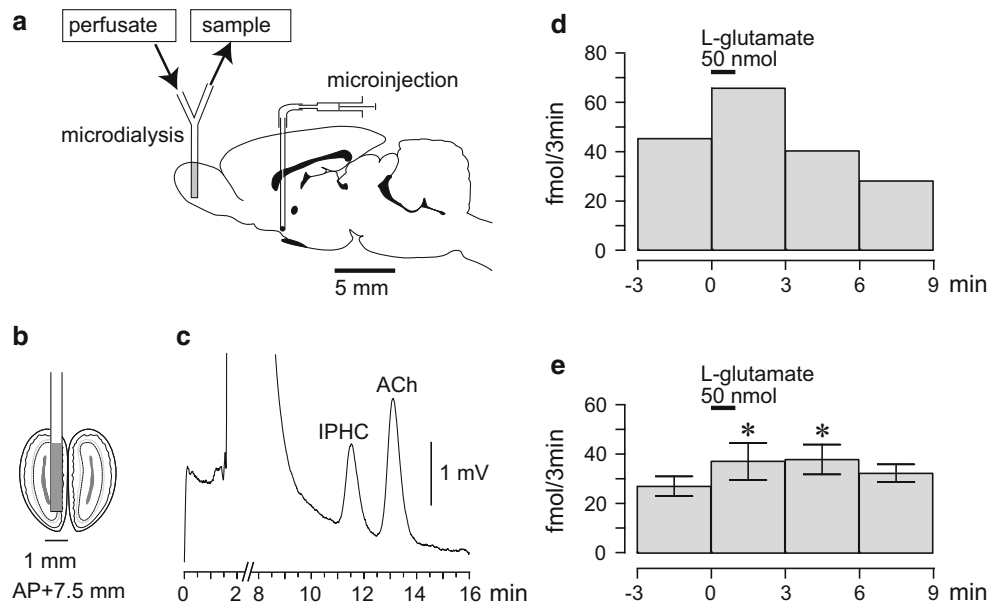 a
perfusate
sample
microinjection
microdialysis
5 mm
b
1 mm
AP+7.5 mm
c
IPHC
ACh
1 mV
0 2 8 10 12 14 16 min
d
L-glutamate
50 nmol
80
60
40
20
0
fmol/3min
-3 0 3 6 9 min
e
L-glutamate
50 nmol
60
40
20
0
fmol/3min
* *
-3 0 3 6 9 min